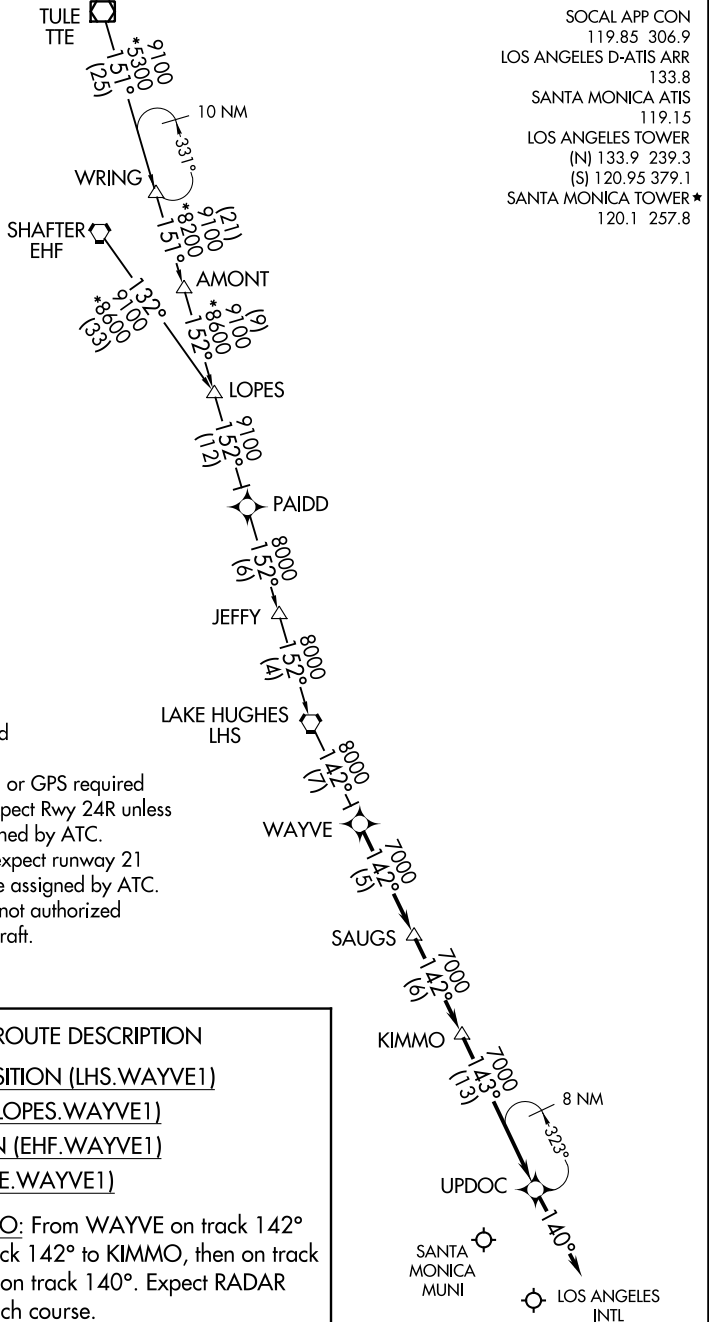 TULE
TTE
9100
*5300
151°
(25)
10 NM
331°
WRING
SHAFTER
EHF
(21)
9100
*8200
151°
AMONT
132°
9100
*8600
(33)
(9)
9100
*8600
152°
LOPES
9100
152°
(12)
PAIDD
8000
152°
(6)
JEFFY
8000
152°
(4)
LAKE HUGHES
LHS
8000
142°
(7)
WAYVE
7000
142°
(5)
SAUGS
7000
142°
(6)
KIMMO
7000
143°
(13)
8 NM
323°
UPDOC
140°
SANTA
MONICA
MUNI
LOS ANGELES
INTL
SOCAL APP CON
119.85 306.9
LOS ANGELES D-ATIS ARR
133.8
SANTA MONICA ATIS
119.15
LOS ANGELES TOWER
(N) 133.9 239.3
(S) 120.95 379.1
SANTA MONICA TOWER★
120.1 257.8
or GPS required
pect Rwy 24R unless
ned by ATC.
expect runway 21
e assigned by ATC.
not authorized
raft.
ROUTE DESCRIPTION
SITION (LHS.WAYVE1)
LOPES.WAYVE1)
N (EHF.WAYVE1)
E.WAYVE1)
O: From WAYVE on track 142°
ck 142° to KIMMO, then on track
on track 140°. Expect RADAR
ch course.